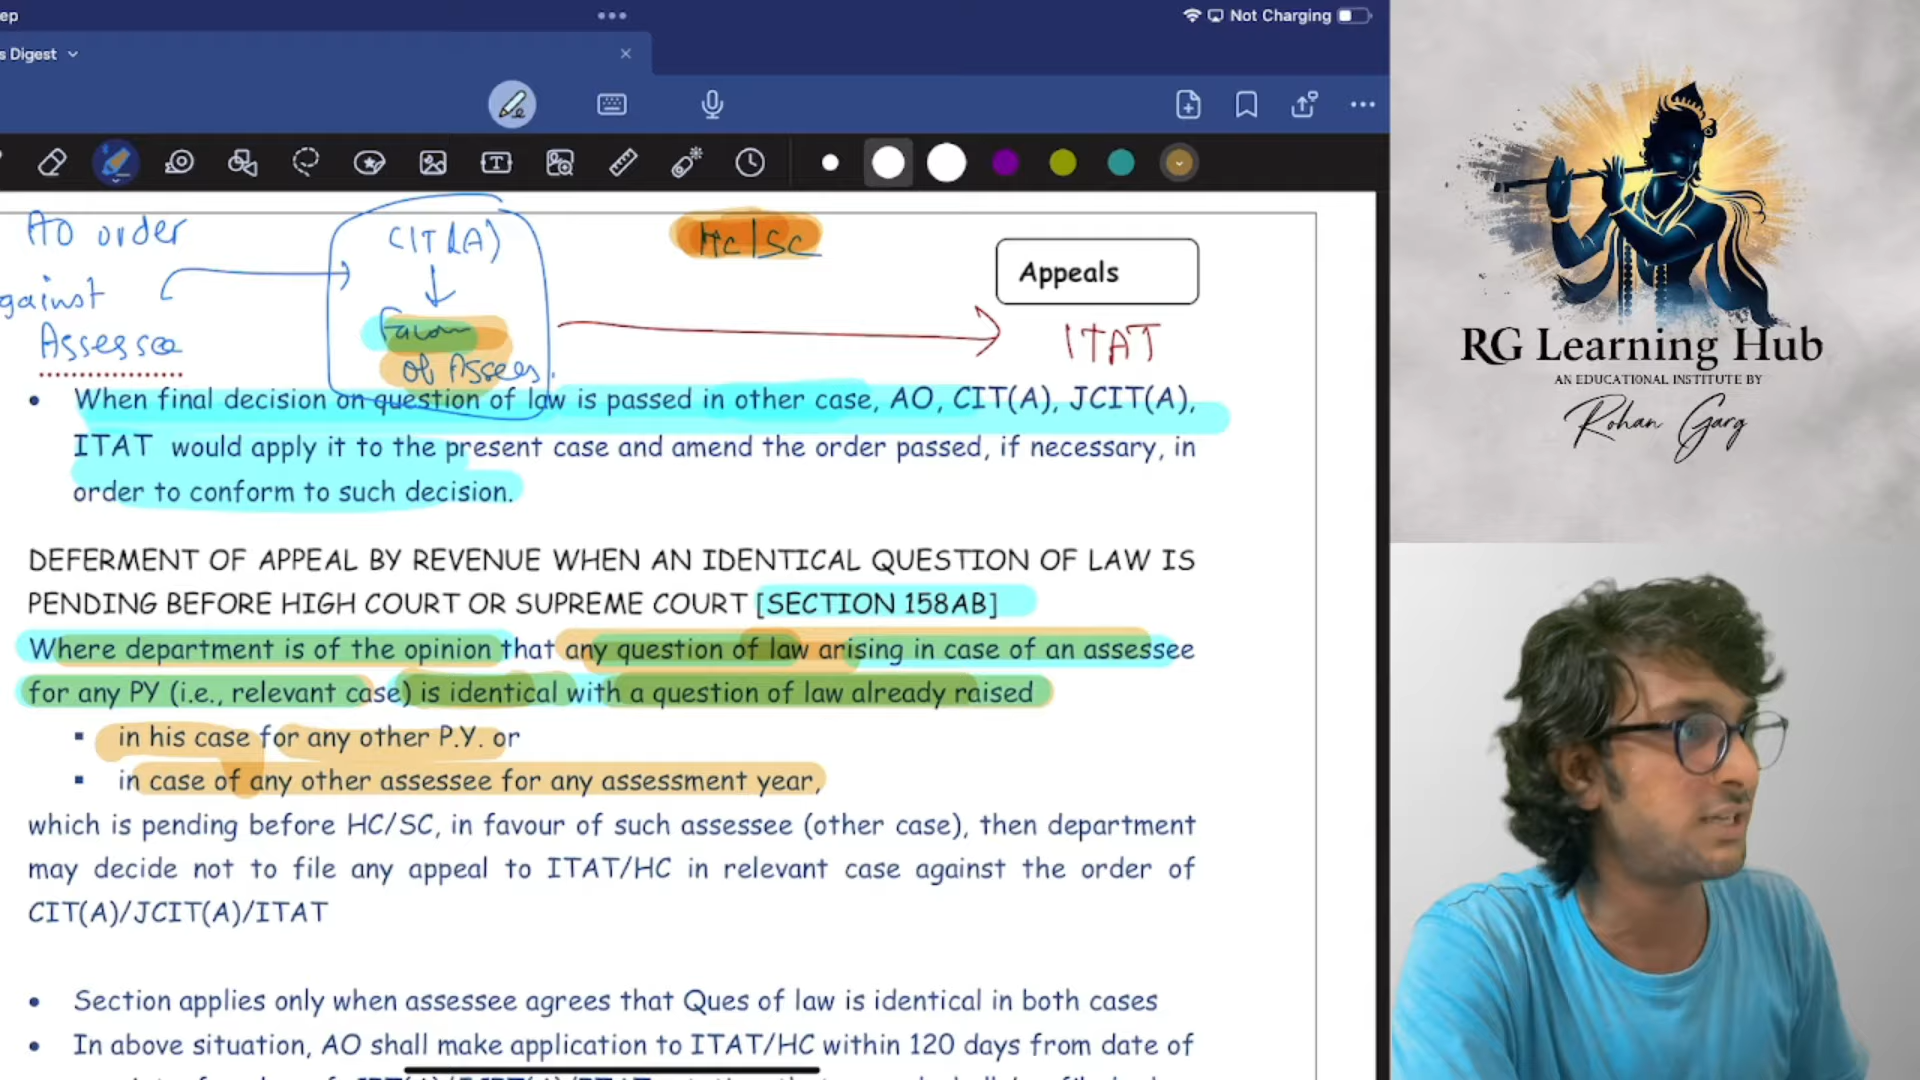 ep
Not Charging
s Digest
AO order
CIT(A)
HC/SC
Appeals
gainst
Favour
ITAT
Assessee
of Assees.
• When final decision on question of law is passed in other case, AO, CIT(A), JCIT(A),
ITAT would apply it to the present case and amend the order passed, if necessary, in
order to conform to such decision.
DEFERMENT OF APPEAL BY REVENUE WHEN AN IDENTICAL QUESTION OF LAW IS
PENDING BEFORE HIGH COURT OR SUPREME COURT [SECTION 158AB]
Where department is of the opinion that any question of law arising in case of an assessee
for any PY (i.e., relevant case) is identical with a question of law already raised
▪ in his case for any other P.Y. or
▪ in case of any other assessee for any assessment year,
which is pending before HC/SC, in favour of such assessee (other case), then department
may decide not to file any appeal to ITAT/HC in relevant case against the order of
CIT(A)/JCIT(A)/ITAT
• Section applies only when assessee agrees that Ques of law is identical in both cases
• In above situation, AO shall make application to ITAT/HC within 120 days from date of
RG Learning Hub
AN EDUCATIONAL INSTITUTE BY
Rohan Garg